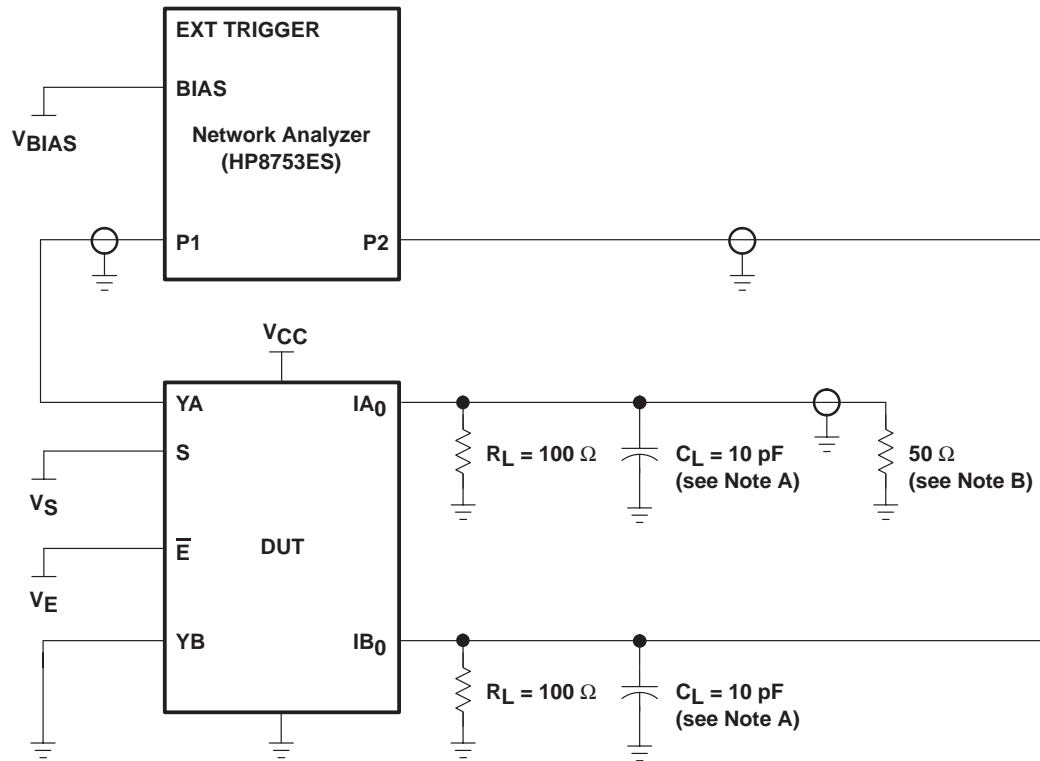 EXT TRIGGER
BIAS
VBIAS
Network Analyzer
(HP8753ES)
P1
P2
VCC
YA
IA0
S
RL = 100 Ω
CL = 10 pF
(see Note A)
50 Ω
(see Note B)
VS
E̅
DUT
VE
YB
IB0
RL = 100 Ω
CL = 10 pF
(see Note A)